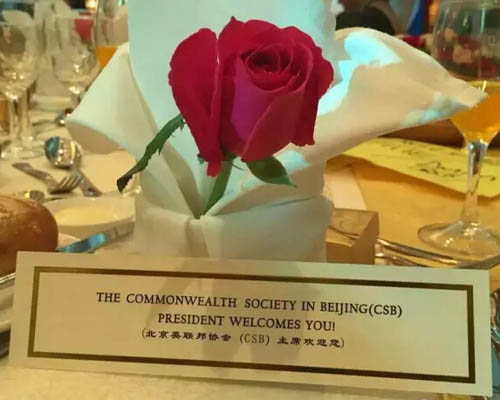 THE COMMONWEALTH SOCIETY IN BEIJING(CSB)
PRESIDENT WELCOMES YOU!
(北京英联邦协会 (CSB) 主席欢迎您)